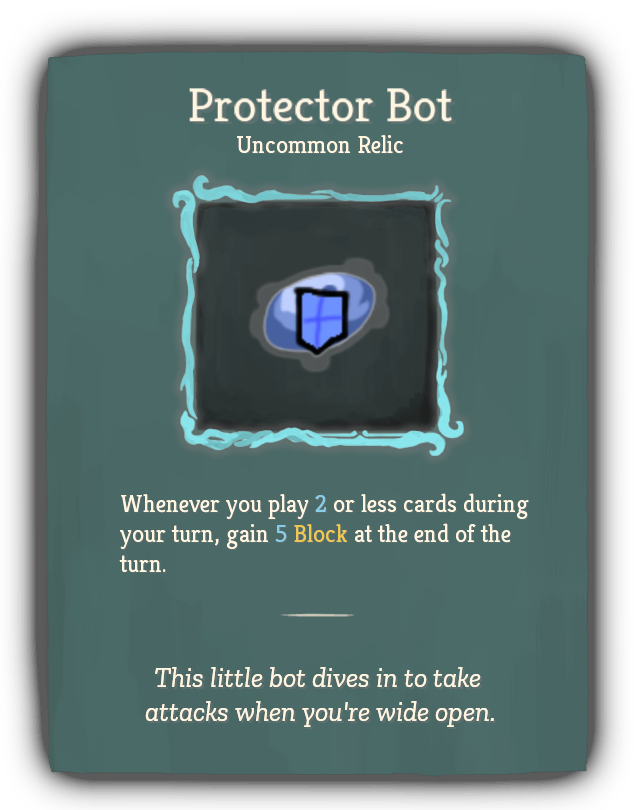 Protector Bot
Uncommon Relic
Whenever you play 2 or less cards during
your turn, gain 5 Block at the end of the
turn.
This little bot dives in to take
attacks when you're wide open.